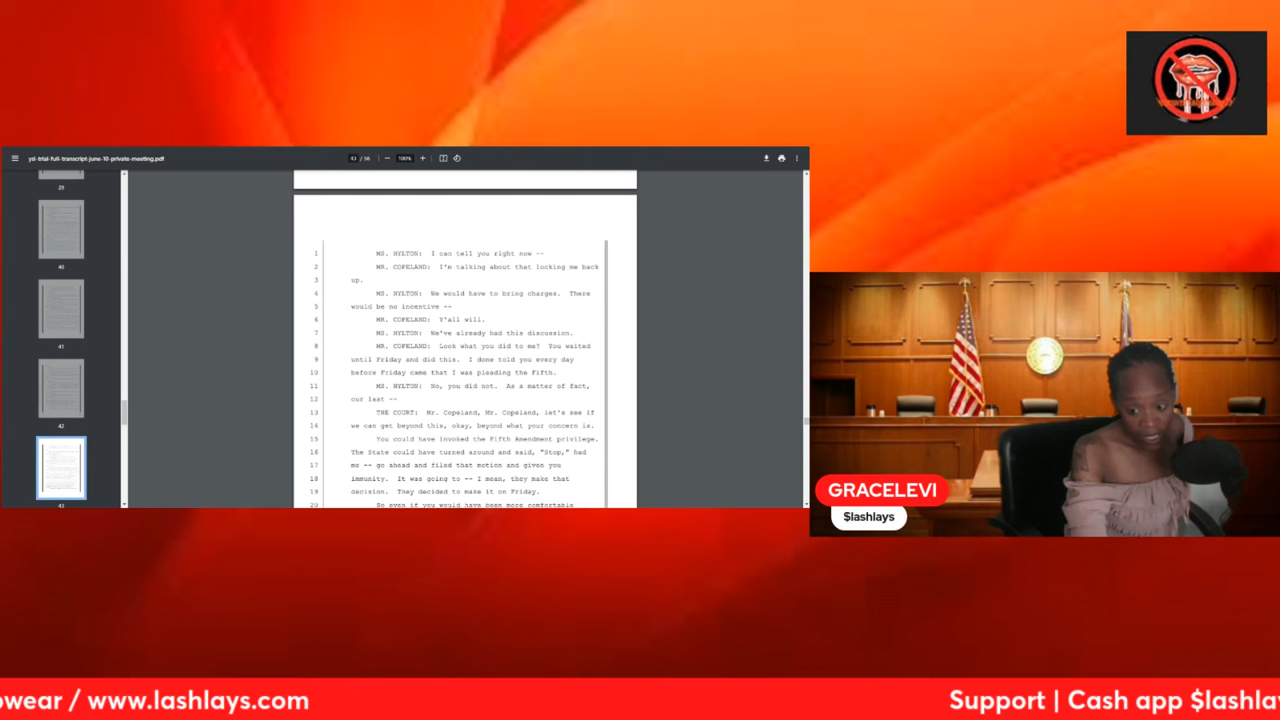 ysl-trial-full-transcript-june-10-private-meeting.pdf
43 / 56
100%
39
40
41
42
43
1 MS. HYLTON: I can tell you right now --
2 MR. COPELAND: I'm talking about that locking me back
3 up.
4 MS. HYLTON: We would have to bring charges. There
5 would be no incentive --
6 MR. COPELAND: Y'all will.
7 MS. HYLTON: We've already had this discussion.
8 MR. COPELAND: Look what you did to me? You waited
9 until Friday and did this. I done told you every day
10 before Friday came that I was pleading the Fifth.
11 MS. HYLTON: No, you did not. As a matter of fact,
12 our last --
13 THE COURT: Mr. Copeland, Mr. Copeland, let's see if
14 we can get beyond this, okay, beyond what your concern is.
15 You could have invoked the Fifth Amendment privilege.
16 The State could have turned around and said, "Stop," had
17 me -- go ahead and filed that motion and given you
18 immunity. It was going to -- I mean, they make that
19 decision. They decided to make it on Friday.
20 So even if you would have been more comfortable
GRACELEVI
$lashlays
owear / www.lashlays.com
Support | Cash app $lashlay